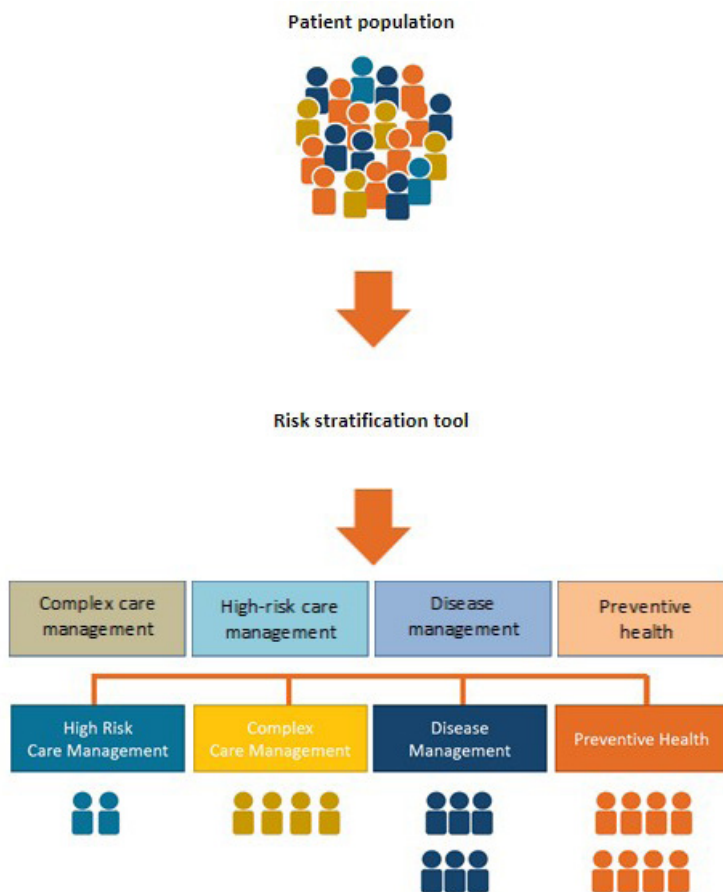 Patient population
Risk stratification tool
Complex care
management
High-risk care
management
Disease
management
Preventive
health
High Risk
Care Management
Complex
Care Management
Disease
Management
Preventive Health